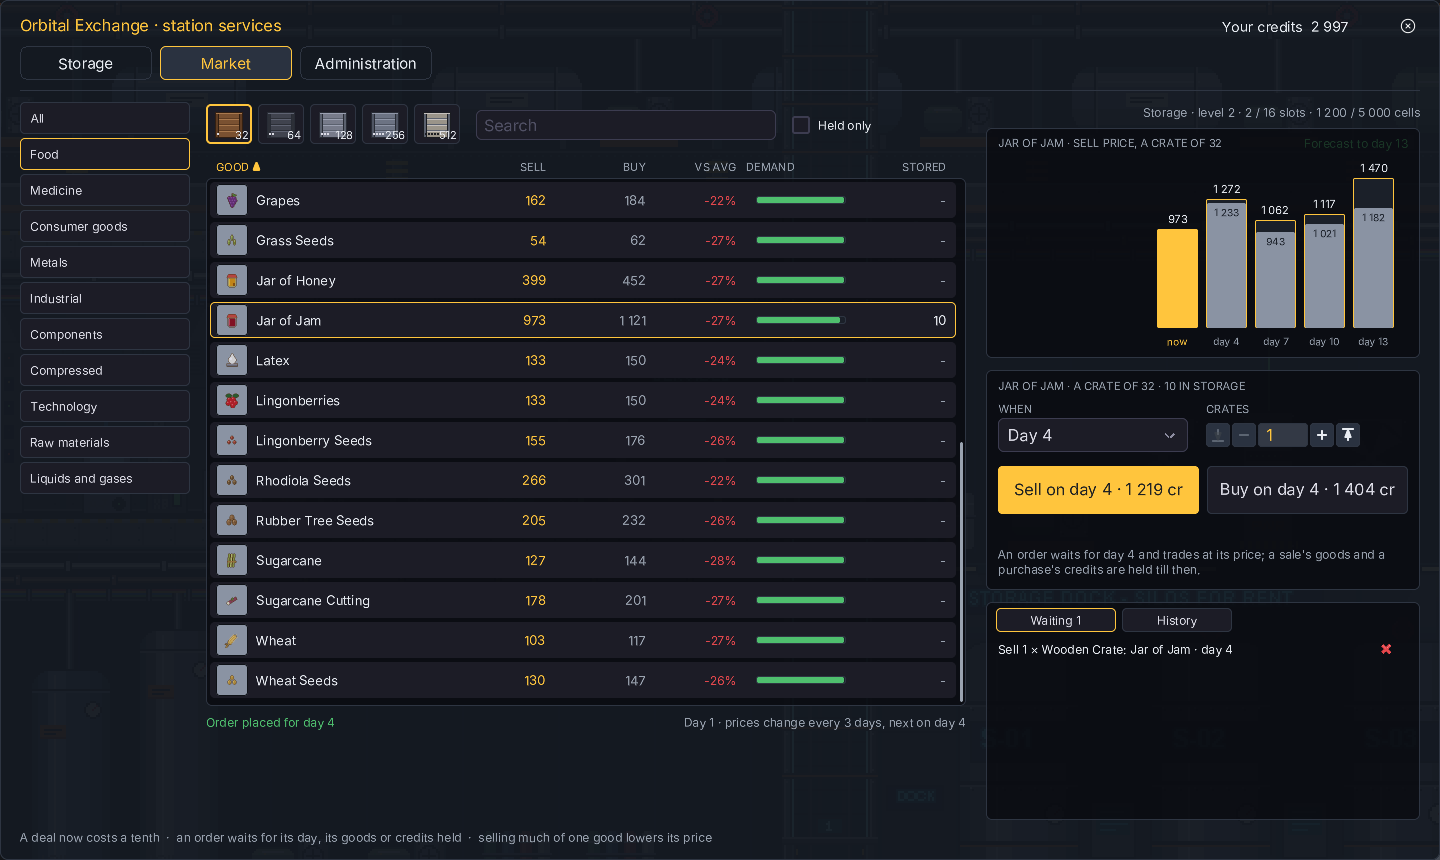 Orbital Exchange · station services
Your credits 2 997
Storage
Market
Administration
All
Food
Medicine
Consumer goods
Metals
Industrial
Components
Compressed
Technology
Raw materials
Liquids and gases
32
64
128
256
512
Search
Held only
GOOD SELL BUY VS AVG DEMAND STORED
Grapes 162 184 -22% -
Grass Seeds 54 62 -27% -
Jar of Honey 399 452 -27% -
Jar of Jam 973 1 121 -27% 10
Latex 133 150 -24% -
Lingonberries 133 150 -24% -
Lingonberry Seeds 155 176 -26% -
Rhodiola Seeds 266 301 -22% -
Rubber Tree Seeds 205 232 -26% -
Sugarcane 127 144 -28% -
Sugarcane Cutting 178 201 -27% -
Wheat 103 117 -27% -
Wheat Seeds 130 147 -26% -
Order placed for day 4
Day 1 · prices change every 3 days, next on day 4
Storage · level 2 · 2 / 16 slots · 1 200 / 5 000 cells
JAR OF JAM · SELL PRICE, A CRATE OF 32
Forecast to day 13
973
1 272
1 233
1 062
943
1 117
1 021
1 470
1 182
now
day 4
day 7
day 10
day 13
JAR OF JAM · A CRATE OF 32 · 10 IN STORAGE
WHEN
CRATES
Day 4
1
Sell on day 4 · 1 219 cr
Buy on day 4 · 1 404 cr
An order waits for day 4 and trades at its price; a sale's goods and a
purchase's credits are held till then.
STORAGE DOCK · SILOS FOR RENT
Waiting 1
History
Sell 1 × Wooden Crate: Jar of Jam · day 4
DOCK
A deal now costs a tenth · an order waits for its day, its goods or credits held · selling much of one good lowers its price